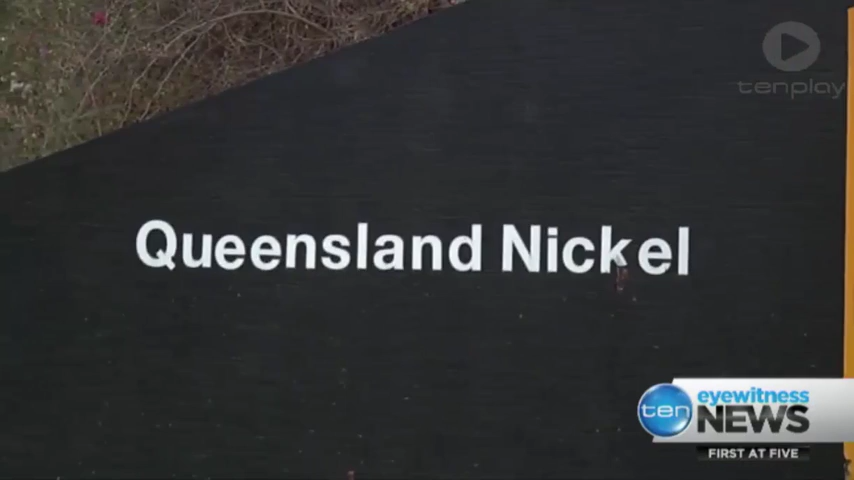 tenplay
Queensland Nickel
ten
eyewitness
NEWS
FIRST AT FIVE